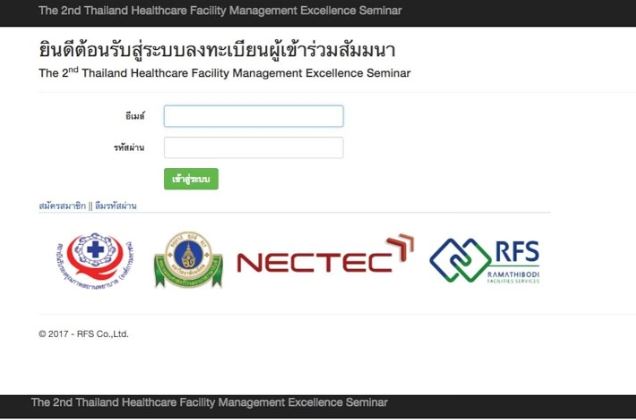 The 2nd Thailand Healthcare Facility Management Excellence Seminar
ยินดีต้อนรับสู่ระบบลงทะเบียนผู้เข้าร่วมสัมมนา
The 2nd Thailand Healthcare Facility Management Excellence Seminar
อีเมล์
รหัสผ่าน
เข้าสู่ระบบ
สมัครสมาชิก || ลืมรหัสผ่าน
NECTEC
RFS
RAMATHIBODI
FACILITIES SERVICES
© 2017 - RFS Co.,Ltd.
The 2nd Thailand Healthcare Facility Management Excellence Seminar